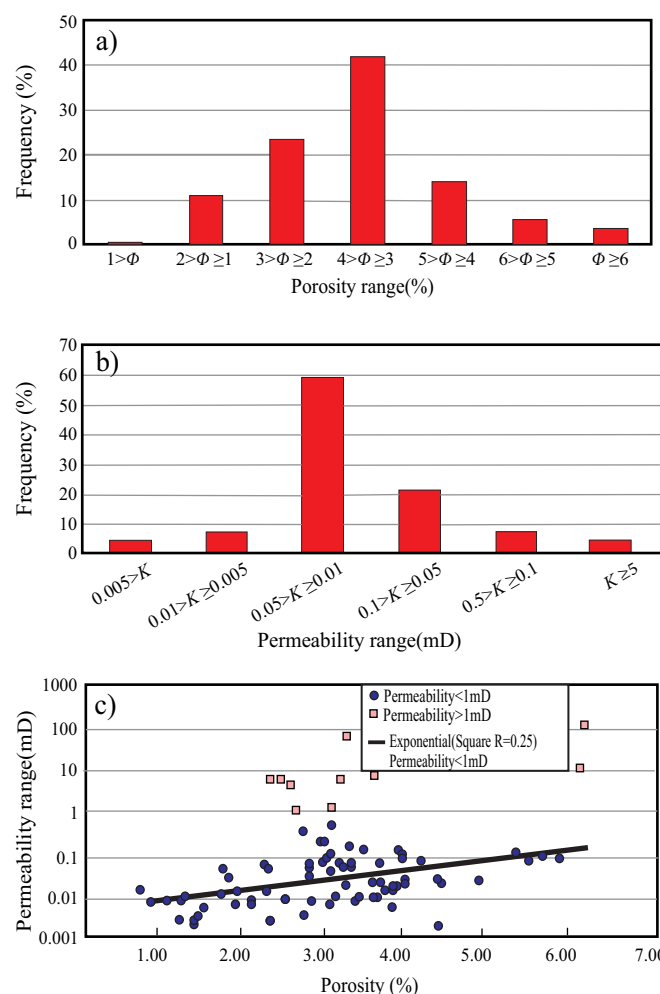 a)
Frequency (%)
50
40
30
20
10
0
1>Φ 2>Φ ≥1 3>Φ ≥2 4>Φ ≥3 5>Φ ≥4 6>Φ ≥5 Φ ≥6
Porosity range(%)
b)
Frequency (%)
70
60
50
40
30
20
10
0
0.005>K 0.01>K ≥0.005 0.05>K ≥0.01 0.1>K ≥0.05 0.5>K ≥0.1 K ≥5
Permeability range(mD)
c)
Permeability range(mD)
1000
100
10
1
0.1
0.01
0.001
Permeability<1mD
Permeability>1mD
Exponential(Square R=0.25)
Permeability<1mD
1.00 2.00 3.00 4.00 5.00 6.00 7.00
Porosity (%)